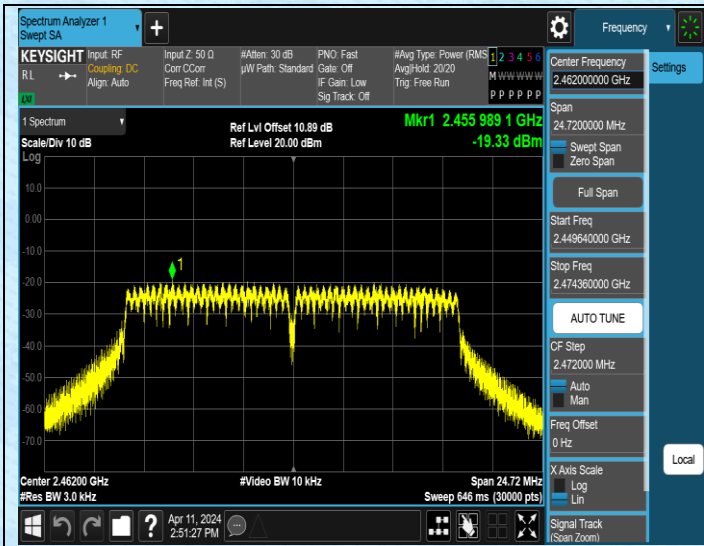 Spectrum Analyzer 1
Swept SA
Frequency
KEYSIGHT
Input: RF
Coupling: DC
Align: Auto
Input Z: 50 Ω
Corr CCorr
Freq Ref: Int (S)
#Atten: 30 dB
µW Path: Standard
PNO: Fast
Gate: Off
IF Gain: Low
Sig Track: Off
#Avg Type: Power (RMS
Avg|Hold: 20/20
Trig: Free Run
1 2 3 4 5 6
M W W W W W
P P P P P P
R L
LXI
1 Spectrum
Scale/Div 10 dB
Ref Lvl Offset 10.89 dB
Ref Level 20.00 dBm
Mkr1 2.455 989 1 GHz
-19.33 dBm
Log
10.0
0.00
-10.0
-20.0
-30.0
-40.0
-50.0
-60.0
-70.0
1
Center 2.46200 GHz
#Res BW 3.0 kHz
#Video BW 10 kHz
Span 24.72 MHz
Sweep 646 ms (30000 pts)
Apr 11, 2024
2:51:27 PM
?
Center Frequency
2.462000000 GHz
Span
24.7200000 MHz
Swept Span
Zero Span
Full Span
Start Freq
2.449640000 GHz
Stop Freq
2.474360000 GHz
AUTO TUNE
CF Step
2.472000 MHz
Auto
Man
Freq Offset
0 Hz
X Axis Scale
Log
Lin
Signal Track
(Span Zoom)
Settings
Local